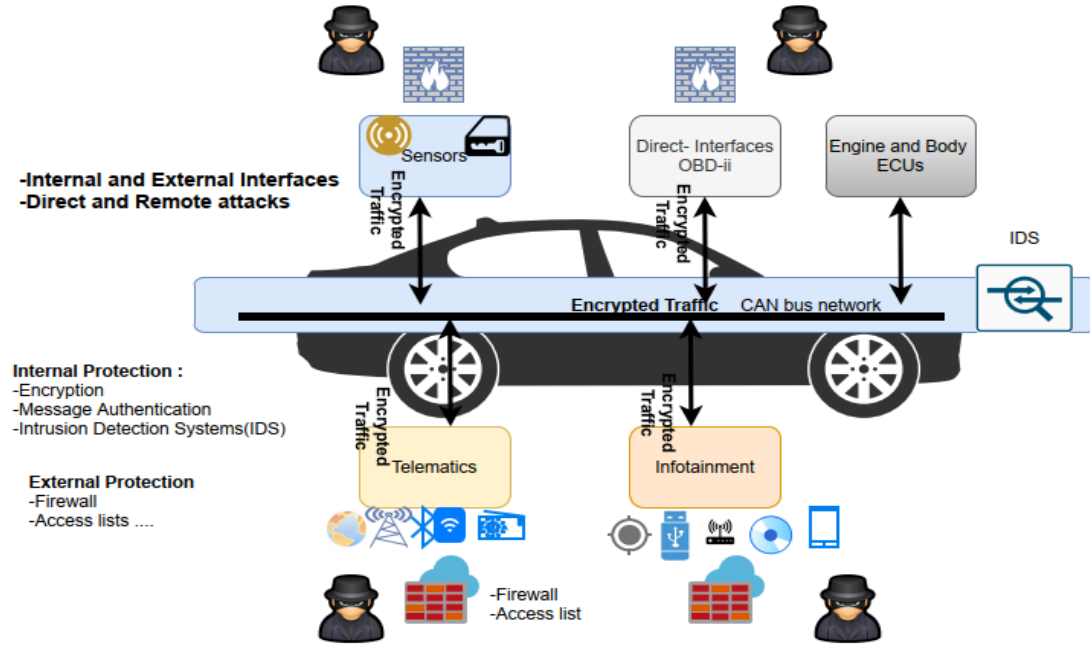 Sensors
Direct- Interfaces
OBD-ii
Engine and Body
ECUs
-Internal and External Interfaces
-Direct and Remote attacks
Encrypted
Traffic
Encrypted
Traffic
IDS
Encrypted Traffic
CAN bus network
Internal Protection :
-Encryption
-Message Authentication
-Intrusion Detection Systems(IDS)
Encrypted
Traffic
Encrypted
Traffic
Telematics
Infotainment
External Protection
-Firewall
-Access lists ....
-Firewall
-Access list